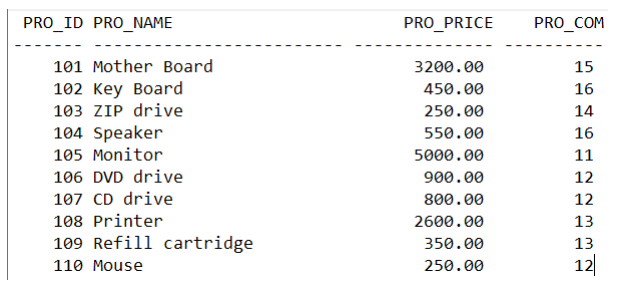 PRO_ID PRO_NAME PRO_PRICE PRO_COM
------- ------------------------- -------------- ----------
101 Mother Board 3200.00 15
102 Key Board 450.00 16
103 ZIP drive 250.00 14
104 Speaker 550.00 16
105 Monitor 5000.00 11
106 DVD drive 900.00 12
107 CD drive 800.00 12
108 Printer 2600.00 13
109 Refill cartridge 350.00 13
110 Mouse 250.00 12